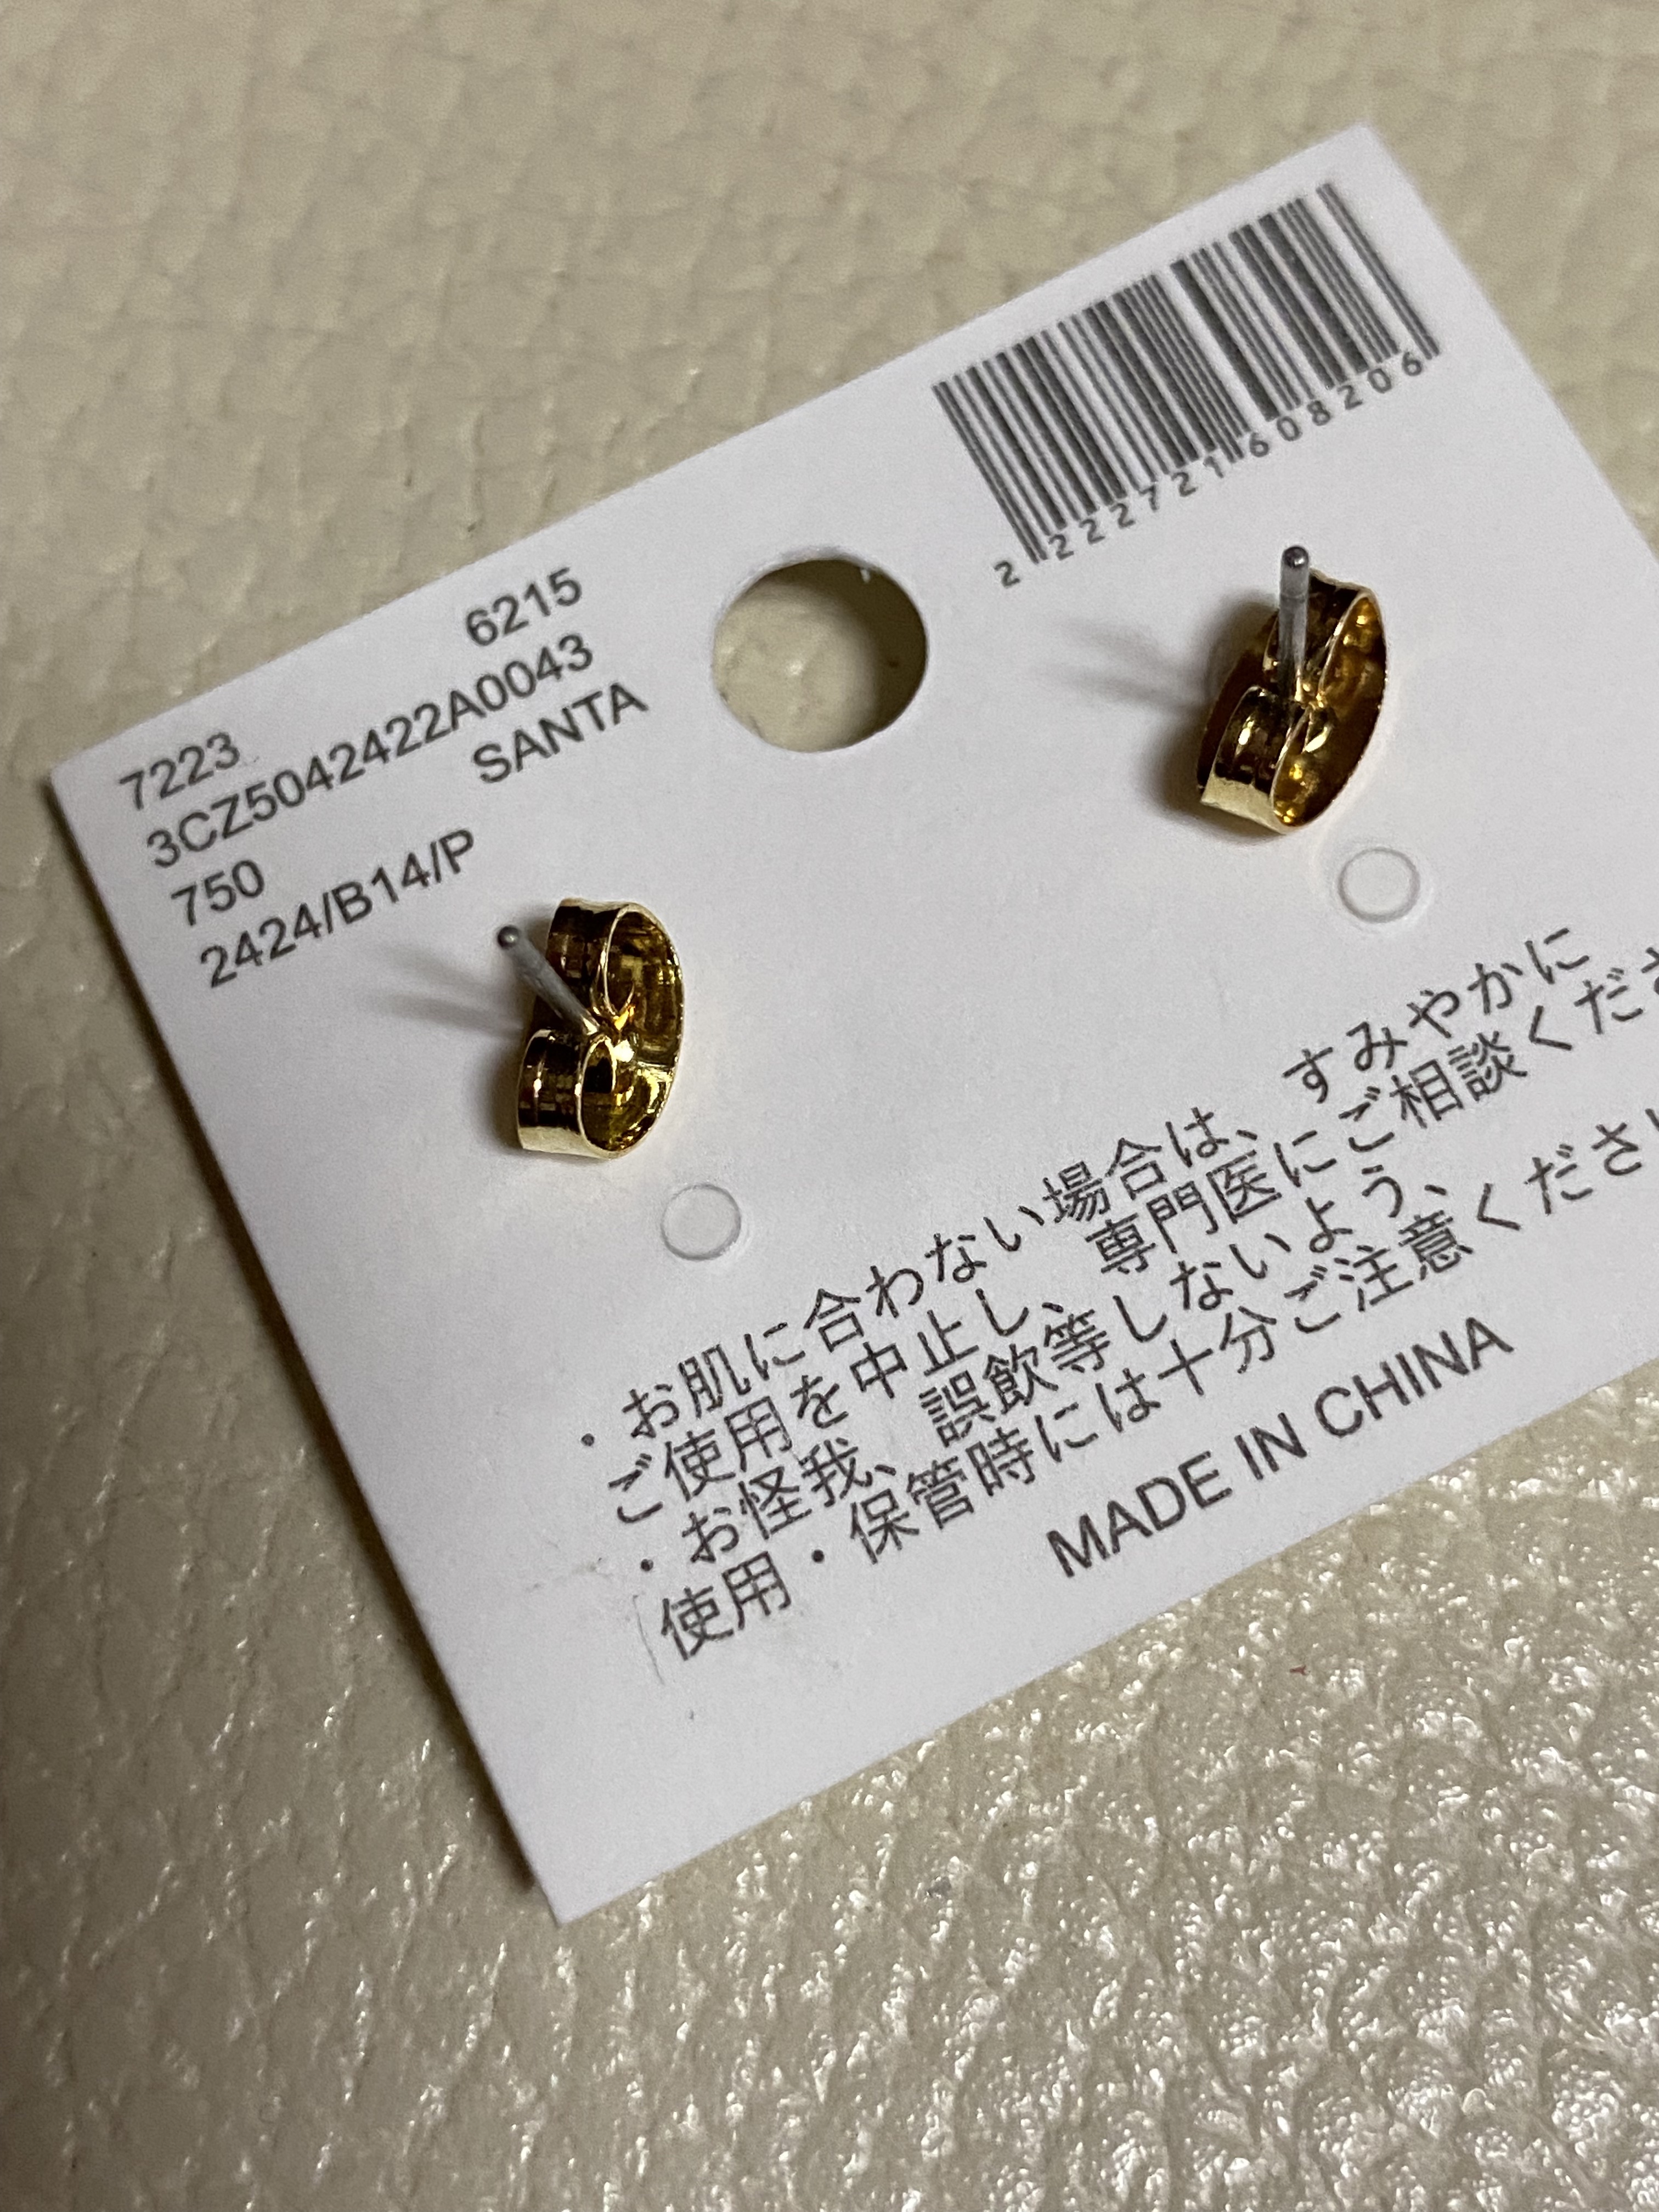 7223 6215
3CZ5042422A0043
750 SANTA
2424/B14/P
2222721608206
・お肌に合わない場合は、すみやかに
ご使用を中止し、専門医にご相談くださ
・お怪我、誤飲等しないよう、
使用・保管時には十分ご注意ください
MADE IN CHINA